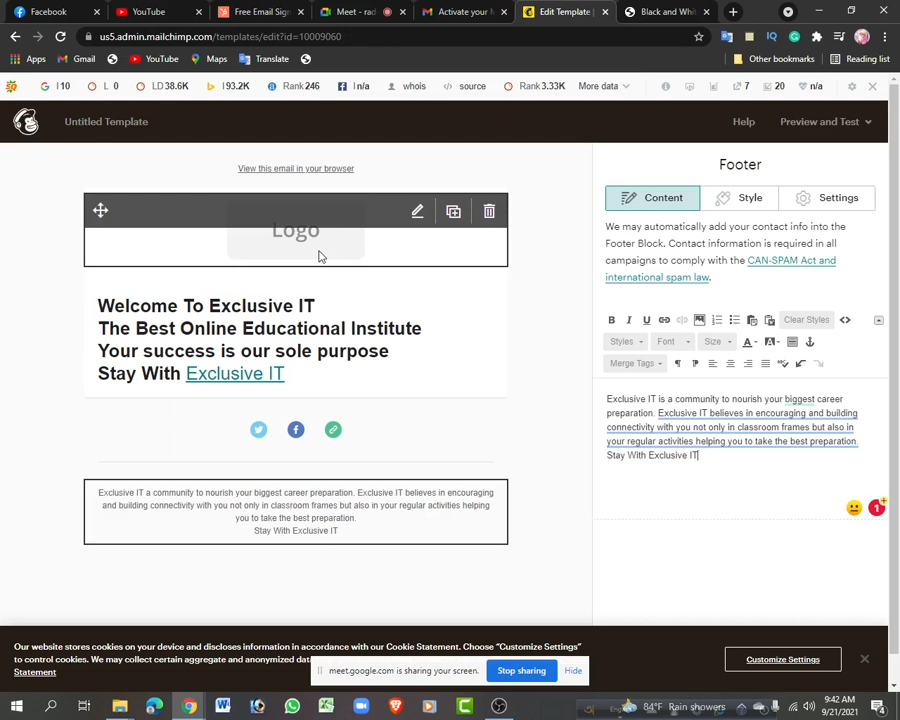 Facebook
YouTube
Free Email Sign
Meet - rad
Activate your M
Edit Template |
Black and Whit
us5.admin.mailchimp.com/templates/edit?id=10009060
Apps
Gmail
YouTube
Maps
Translate
Other bookmarks
Reading list
I10
L 0
LD 38.6K
I 93.2K
Rank 246
I n/a
whois
source
Rank 3.33K
More data
7
20
n/a
Untitled Template
Help
Preview and Test
View this email in your browser
Logo
Welcome To Exclusive IT
The Best Online Educational Institute
Your success is our sole purpose
Stay With Exclusive IT
Exclusive IT a community to nourish your biggest career preparation. Exclusive IT believes in encouraging
and building connectivity with you not only in classroom frames but also in your regular activities helping
you to take the best preparation.
Stay With Exclusive IT
Footer
Content
Style
Settings
We may automatically add your contact info into the
Footer Block. Contact information is required in all
campaigns to comply with the CAN-SPAM Act and
international spam law.
B I U
Clear Styles
Styles
Font
Size
A
A
Merge Tags
Exclusive IT is a community to nourish your biggest career
preparation. Exclusive IT believes in encouraging and building
connectivity with you not only in classroom frames but also in
your regular activities helping you to take the best preparation.
Stay With Exclusive IT
1
Our website stores cookies on your device and discloses information in accordance with our Cookie Statement. Choose "Customize Settings"
to control cookies. We may collect certain aggregate and anonymized
Statement
Customize Settings
meet.google.com is sharing your screen.
Stop sharing
Hide
84°F Rain showers
9:42 AM
9/21/2021